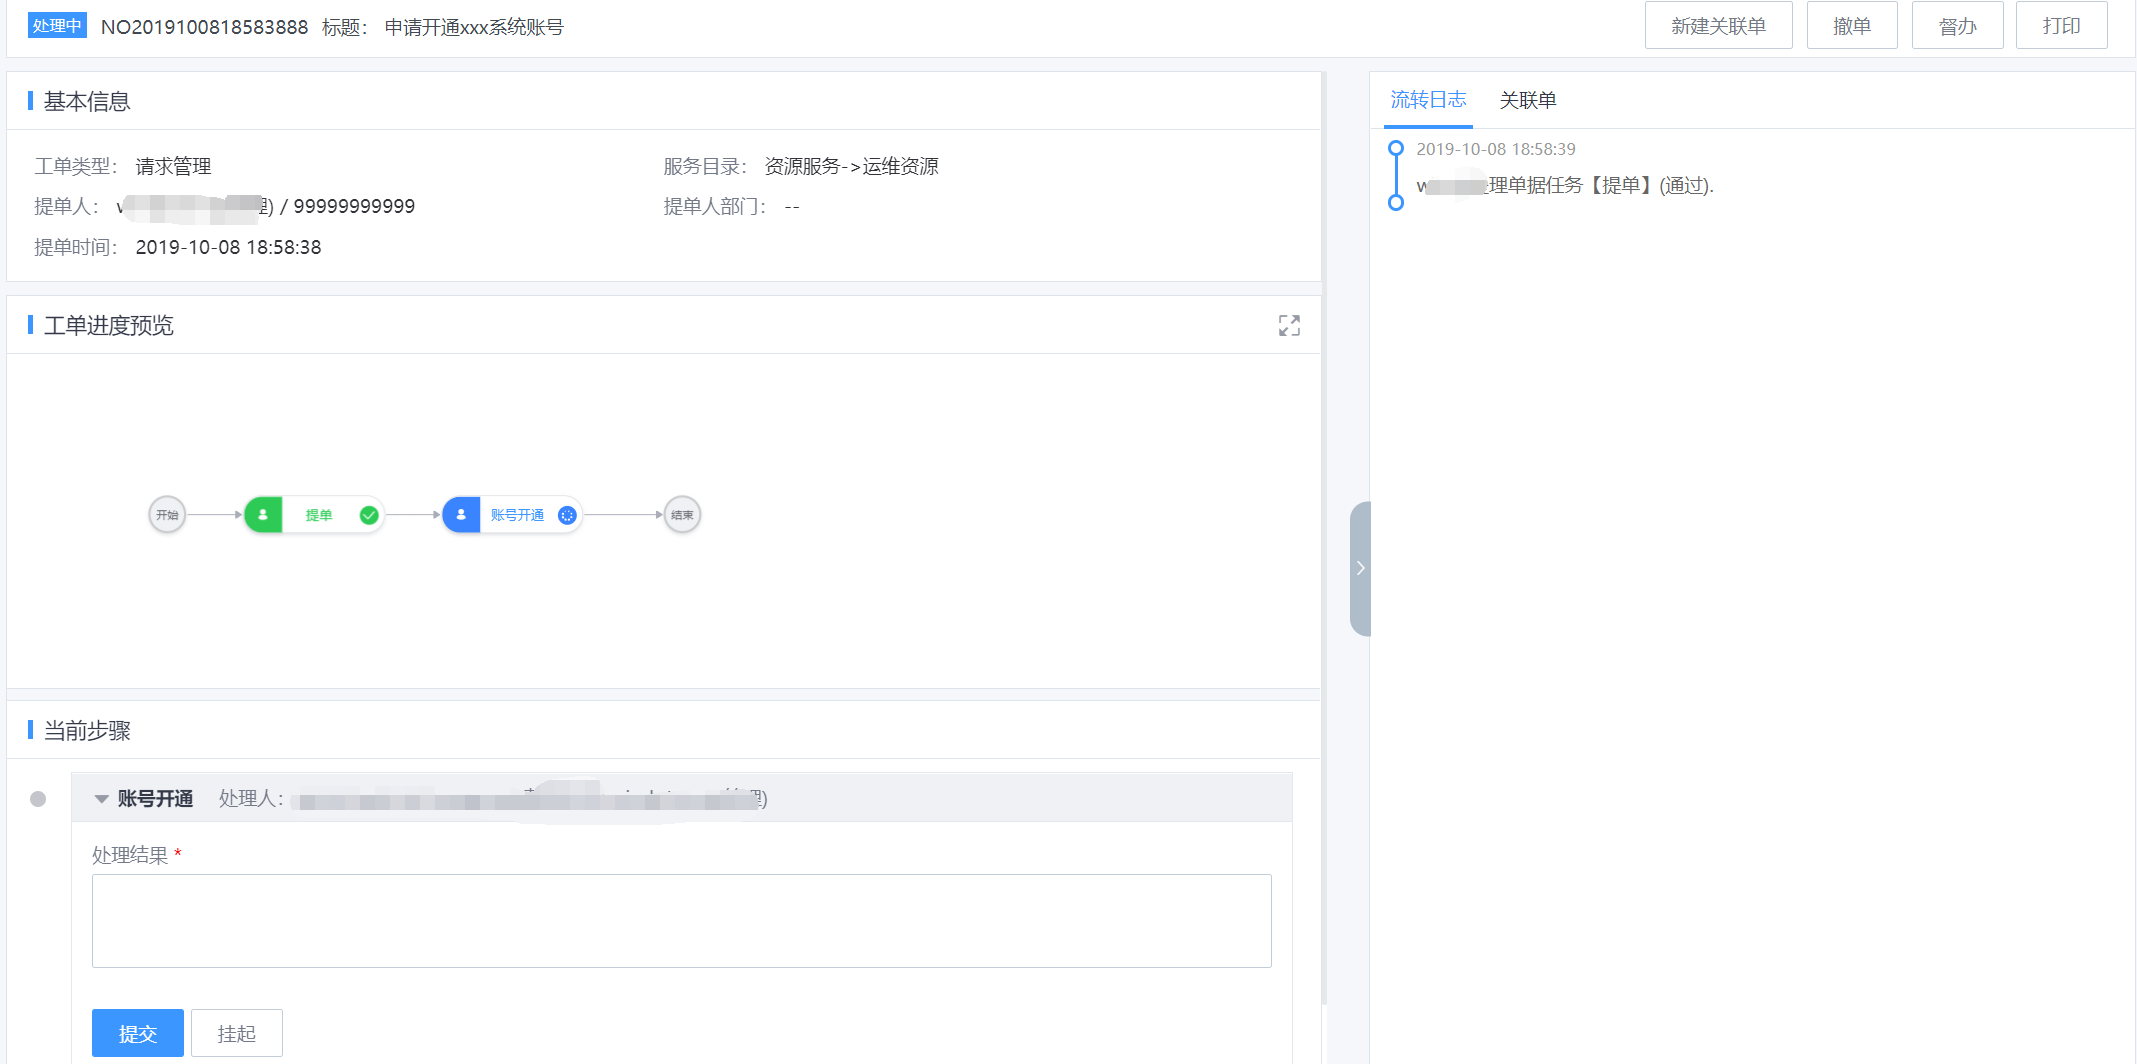 处理中 NO2019100818583888 标题： 申请开通xxx系统账号
新建关联单 撤单 督办 打印
基本信息
工单类型： 请求管理 服务目录： 资源服务->运维资源
提单人： ) / 99999999999 提单人部门： --
提单时间： 2019-10-08 18:58:38
工单进度预览
开始 提单 账号开通 结束
当前步骤
账号开通 处理人： )
处理结果 *
提交 挂起
流转日志 关联单
2019-10-08 18:58:39
理单据任务【提单】(通过).